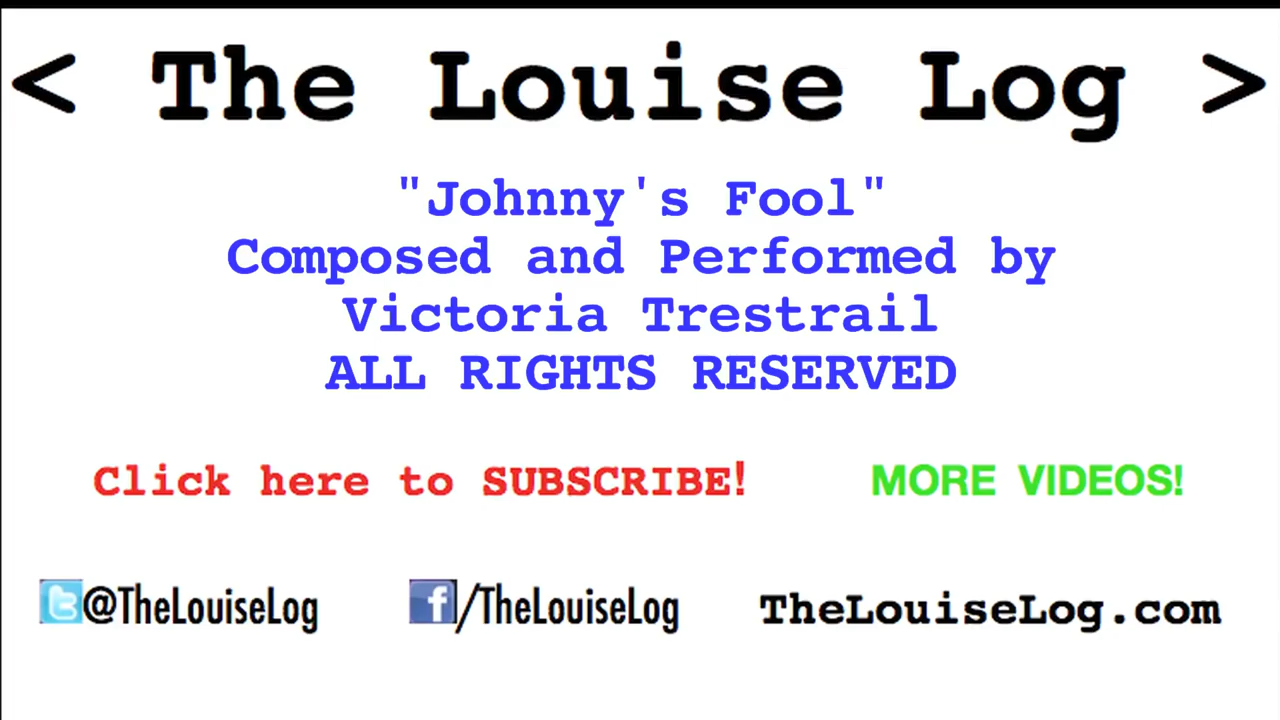 < The Louise Log >
"Johnny's Fool"
Composed and Performed by
Victoria Trestrail
ALL RIGHTS RESERVED
Click here to SUBSCRIBE! MORE VIDEOS!
@TheLouiseLog /TheLouiseLog TheLouiseLog.com